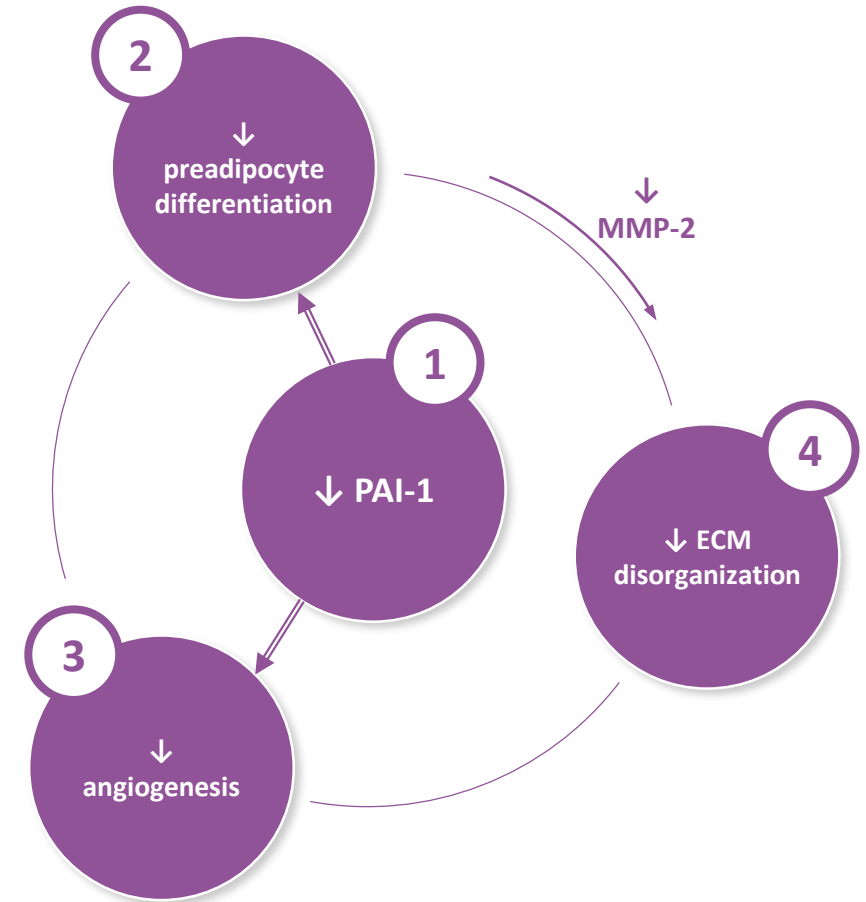 2
↓
preadipocyte
differentiation
↓
MMP-2
1
↓ PAI-1
4
↓ ECM
disorganization
3
↓
angiogenesis